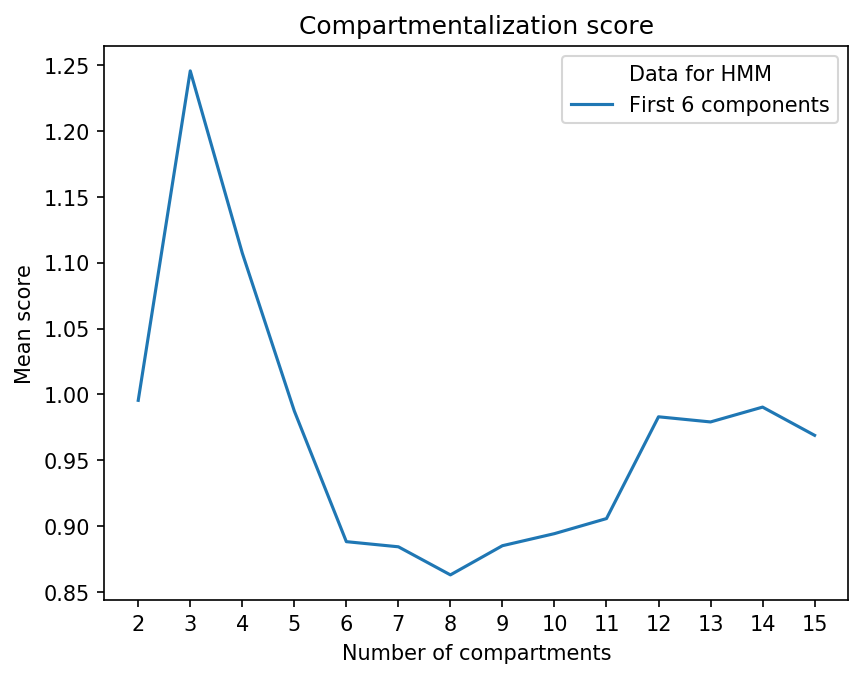 Compartmentalization score
Data for HMM
First 6 components
Mean score
1.25
1.20
1.15
1.10
1.05
1.00
0.95
0.90
0.85
2 3 4 5 6 7 8 9 10 11 12 13 14 15
Number of compartments